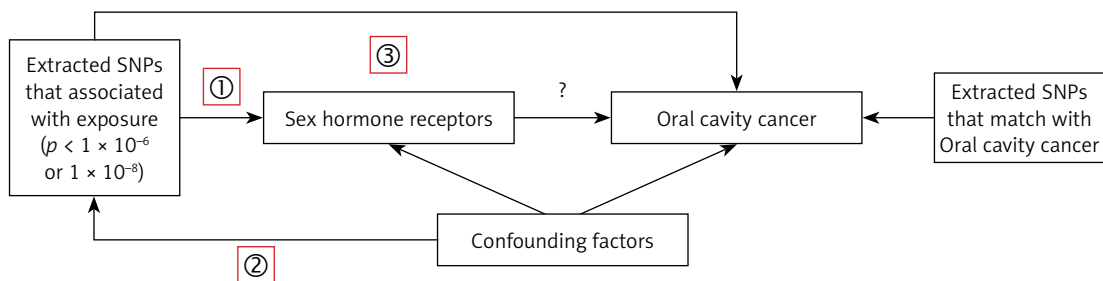 Extracted SNPs
that associated
with exposure
(p < 1 × 10⁻⁶
or 1 × 10⁻⁸)
①
③
Sex hormone receptors
?
Oral cavity cancer
Extracted SNPs
that match with
Oral cavity cancer
Confounding factors
②